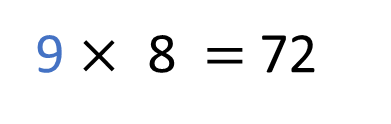 9 × 8 = 72